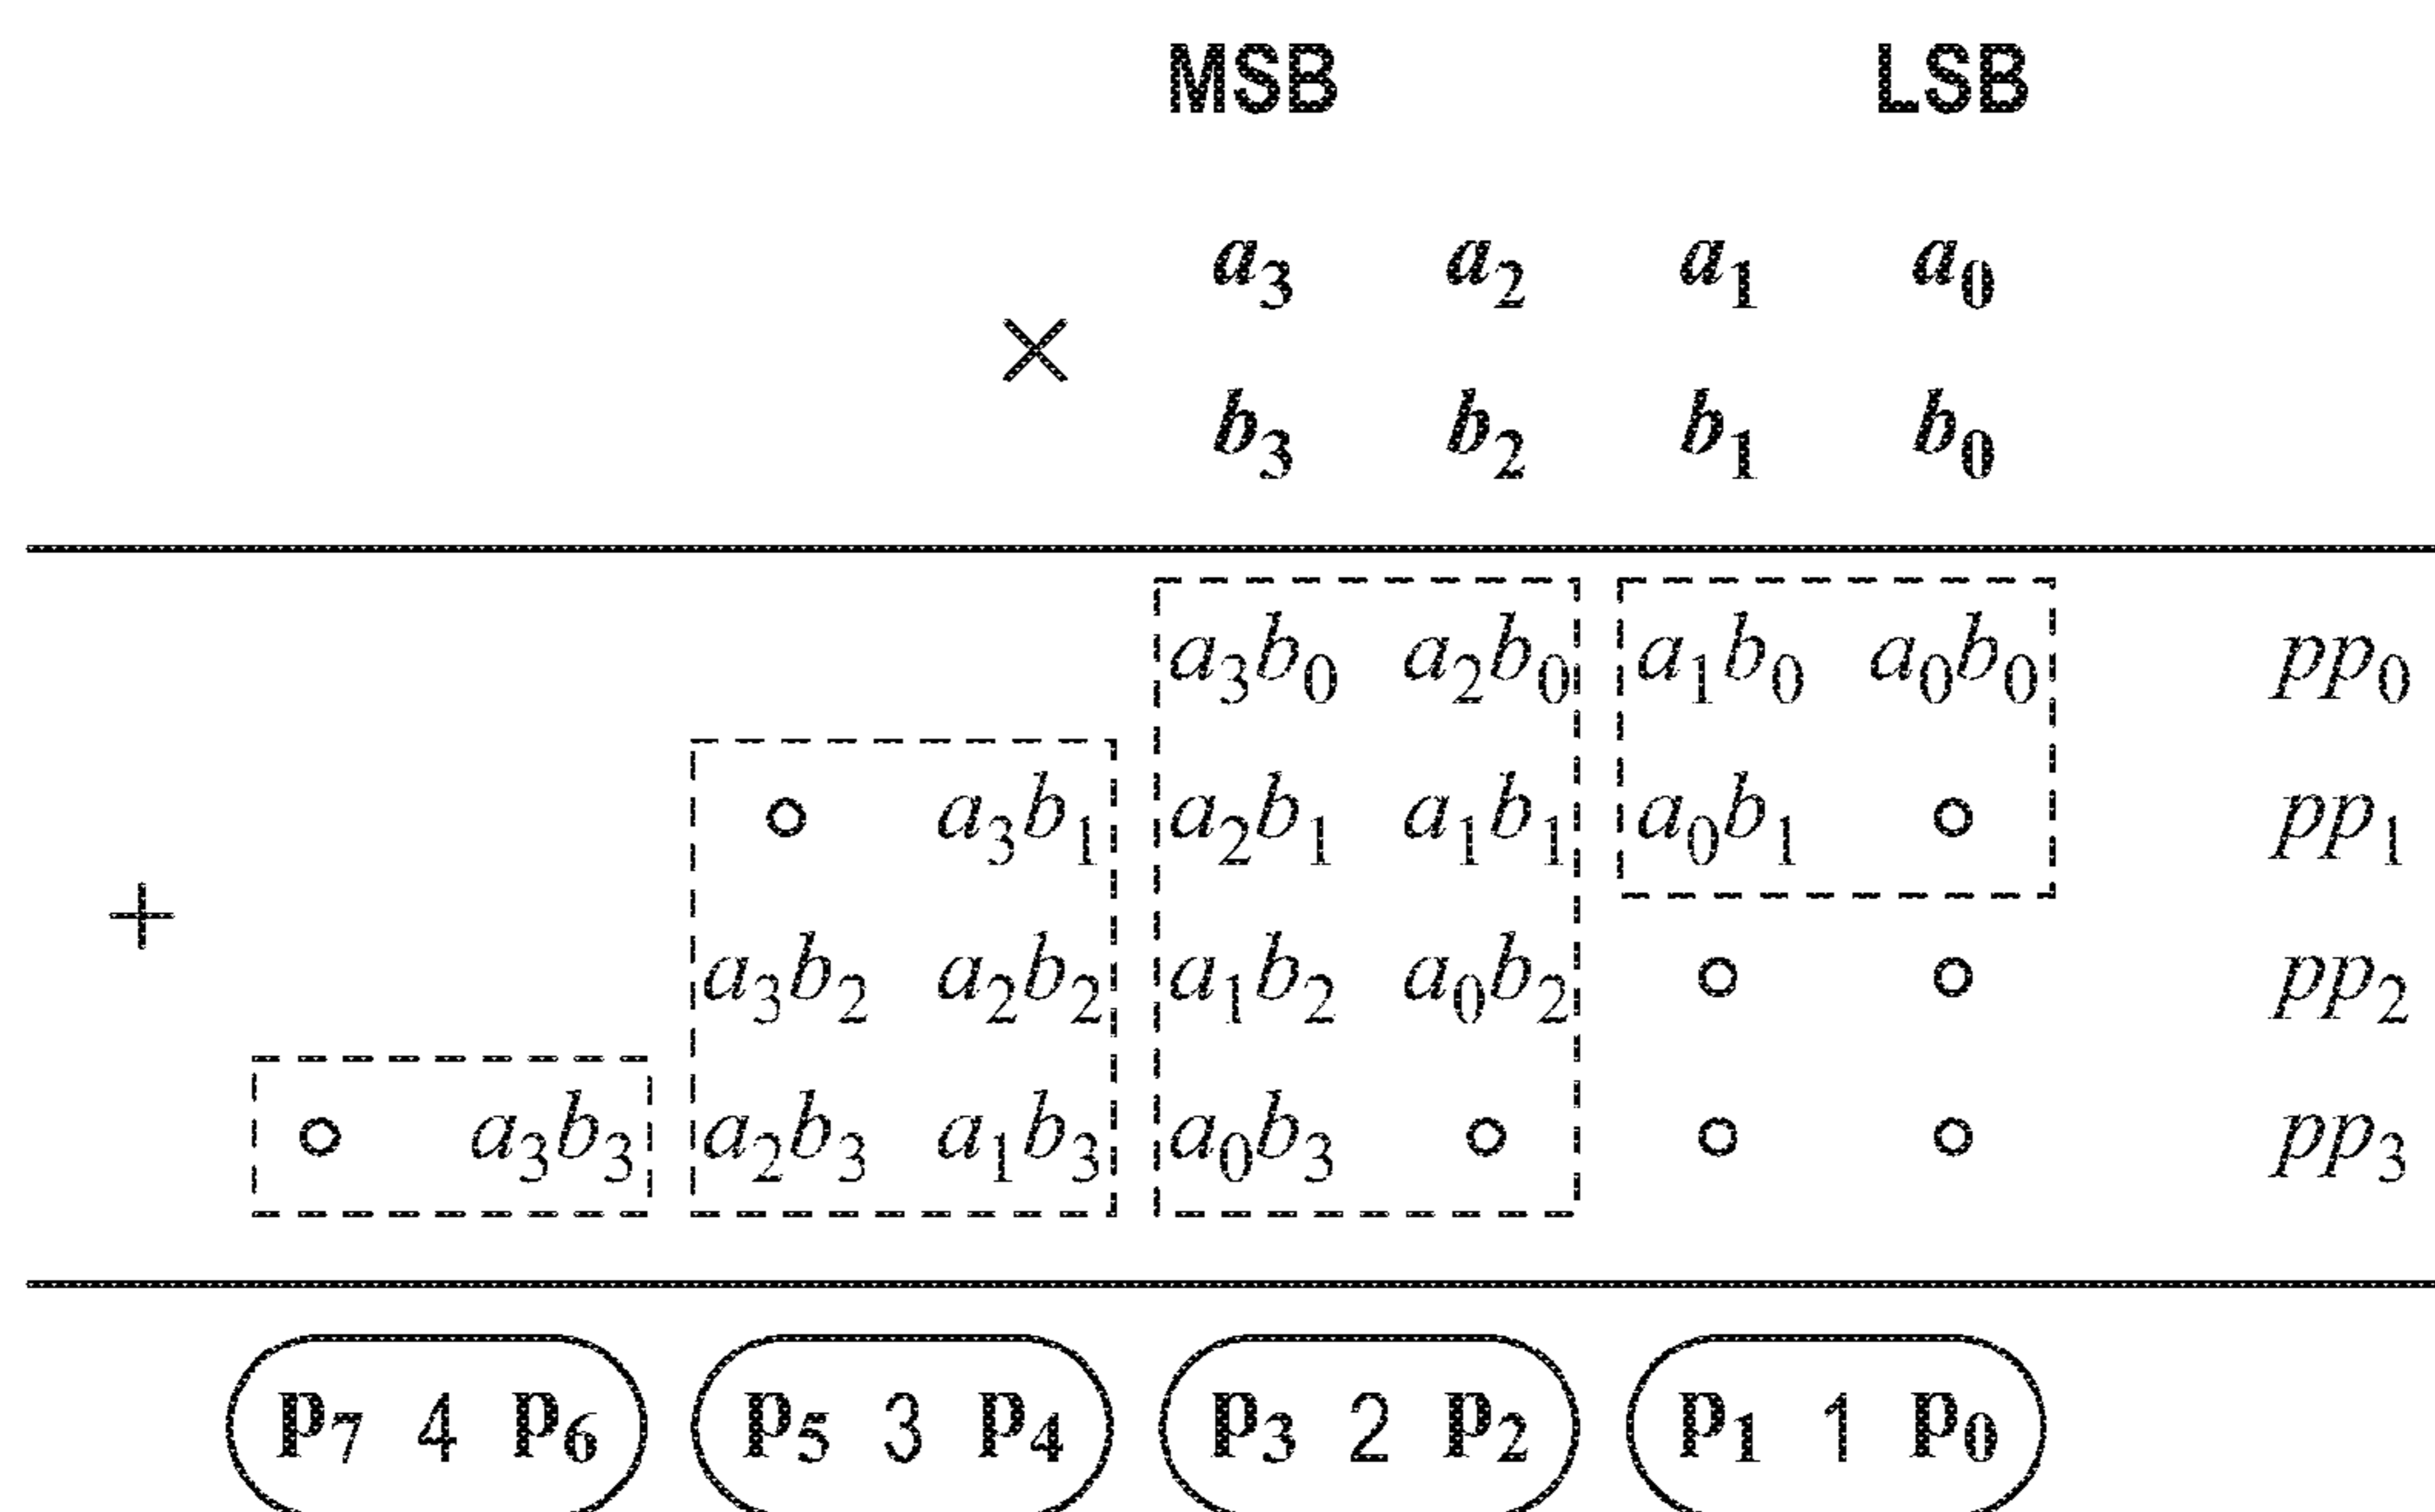 MSB LSB
a₃ a₂ a₁ a₀
×
b₃ b₂ b₁ b₀
a₃b₀ a₂b₀ a₁b₀ a₀b₀ pp₀
○ a₃b₁ a₂b₁ a₁b₁ a₀b₁ ○ pp₁
+
a₃b₂ a₂b₂ a₁b₂ a₀b₂ ○ ○ pp₂
○ a₃b₃ a₂b₃ a₁b₃ a₀b₃ ○ ○ ○ pp₃
p₇ 4 p₆ p₅ 3 p₄ p₃ 2 p₂ p₁ 1 p₀